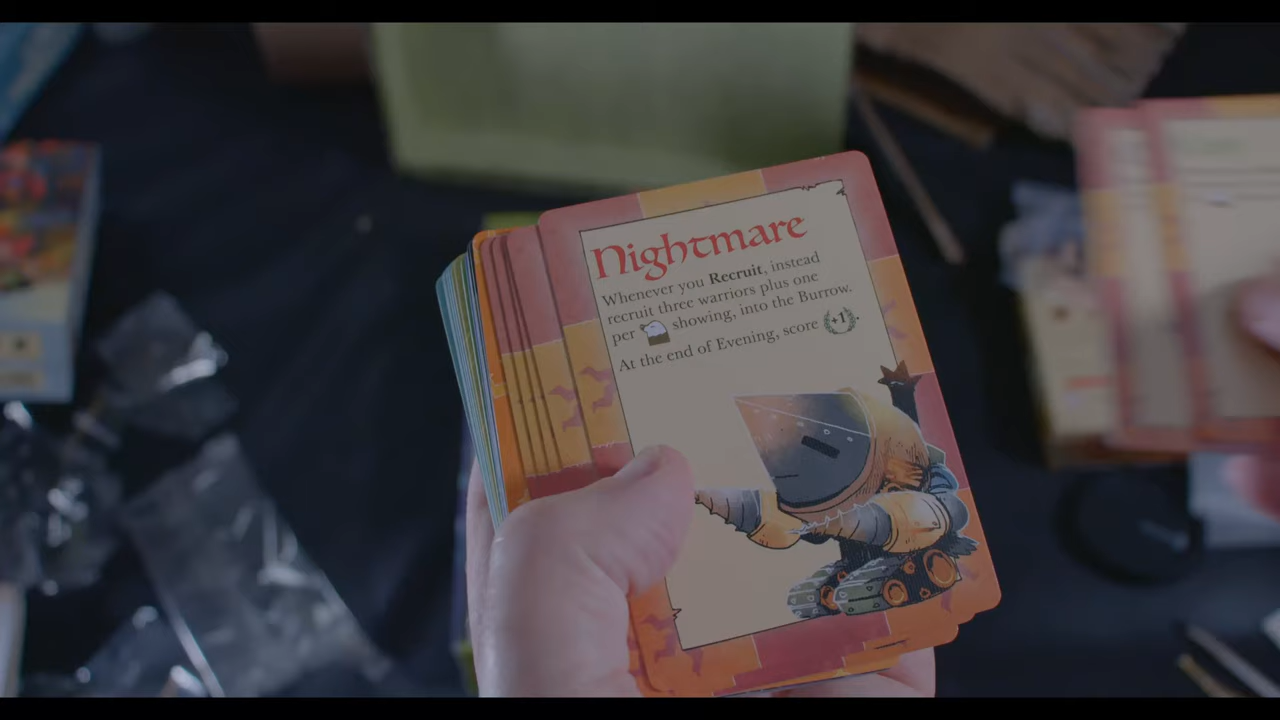 Nightmare
Whenever you Recruit, instead
recruit three warriors plus one
per showing, into the Burrow.
At the end of Evening, score +1.